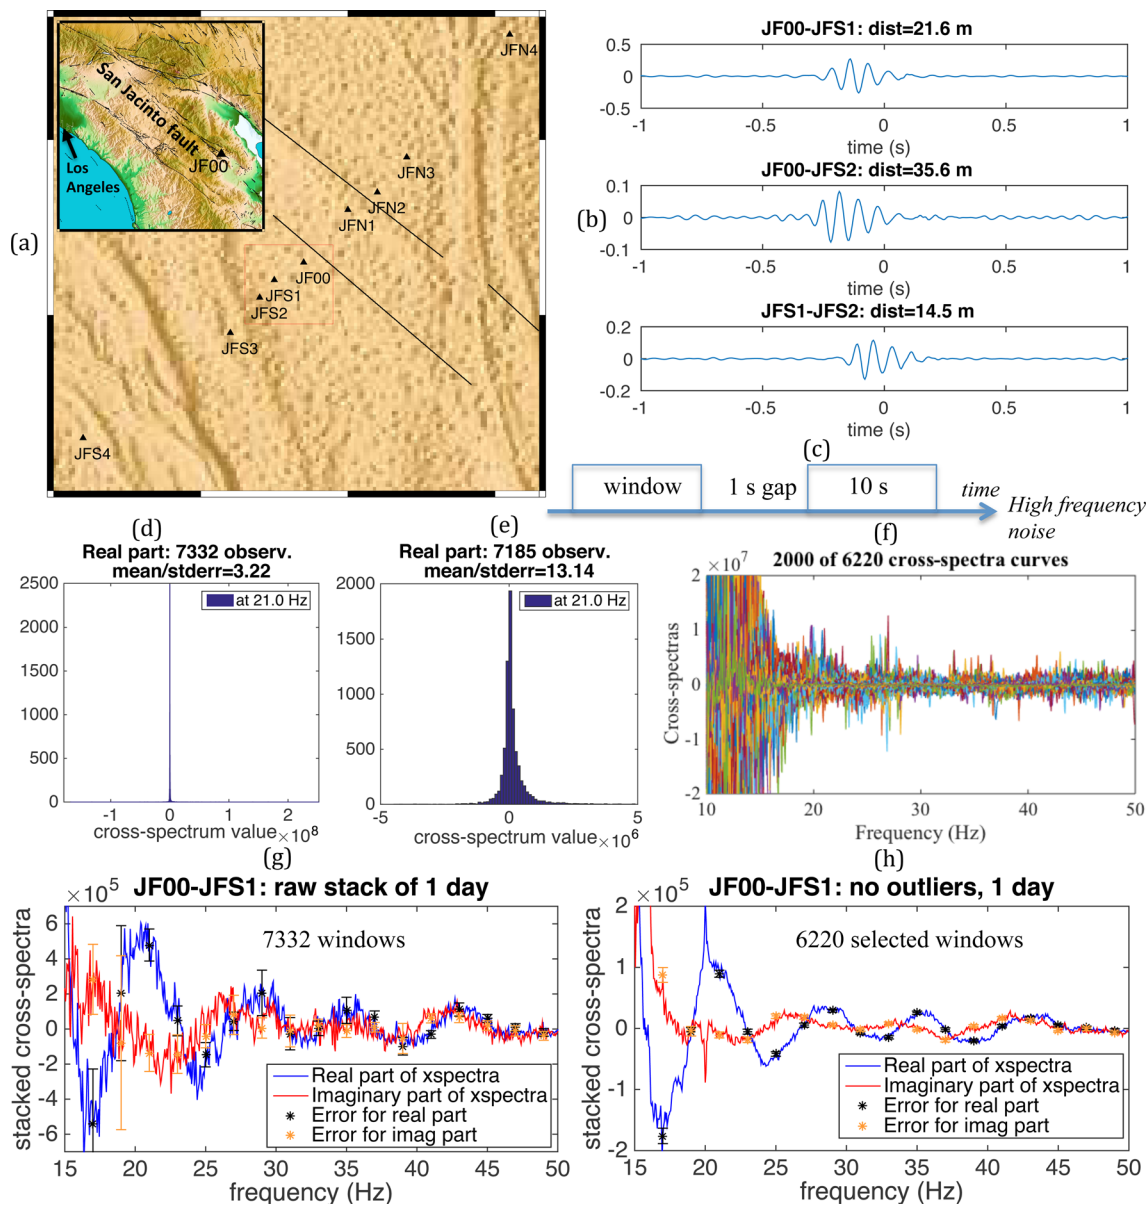 (a)
San Jacinto fault
JF00
Los
Angeles
JFN4
JFN3
JFN2
JFN1
JF00
JFS1
JFS2
JFS3
JFS4
(b)
JF00-JFS1: dist=21.6 m
0.5
0
-0.5
-1
-0.5
0
0.5
1
time (s)
JF00-JFS2: dist=35.6 m
0.1
0
-0.1
-1
-0.5
0
0.5
1
time (s)
JFS1-JFS2: dist=14.5 m
0.2
0
-0.2
-1
-0.5
0
0.5
1
time (s)
(c)
window
1 s gap
10 s
time
High frequency
noise
(d)
Real part: 7332 observ.
mean/stderr=3.22
at 21.0 Hz
2500
2000
1500
1000
500
0
-1
0
1
2
cross-spectrum value ×10^8
(e)
Real part: 7185 observ.
mean/stderr=13.14
at 21.0 Hz
2000
1500
1000
500
0
-5
0
5
cross-spectrum value ×10^6
(f)
2000 of 6220 cross-spectra curves
×10^7
2
1
0
-1
-2
Cross-spectras
10
20
30
40
50
Frequency (Hz)
(g)
JF00-JFS1: raw stack of 1 day
×10^5
7332 windows
6
4
2
0
-2
-4
-6
stacked cross-spectra
Real part of xspectra
Imaginary part of xspectra
Error for real part
Error for imag part
15
20
25
30
35
40
45
50
frequency (Hz)
(h)
JF00-JFS1: no outliers, 1 day
×10^5
6220 selected windows
2
1
0
-1
-2
stacked cross-spectra
Real part of xspectra
Imaginary part of xspectra
Error for real part
Error for imag part
15
20
25
30
35
40
45
50
frequency (Hz)